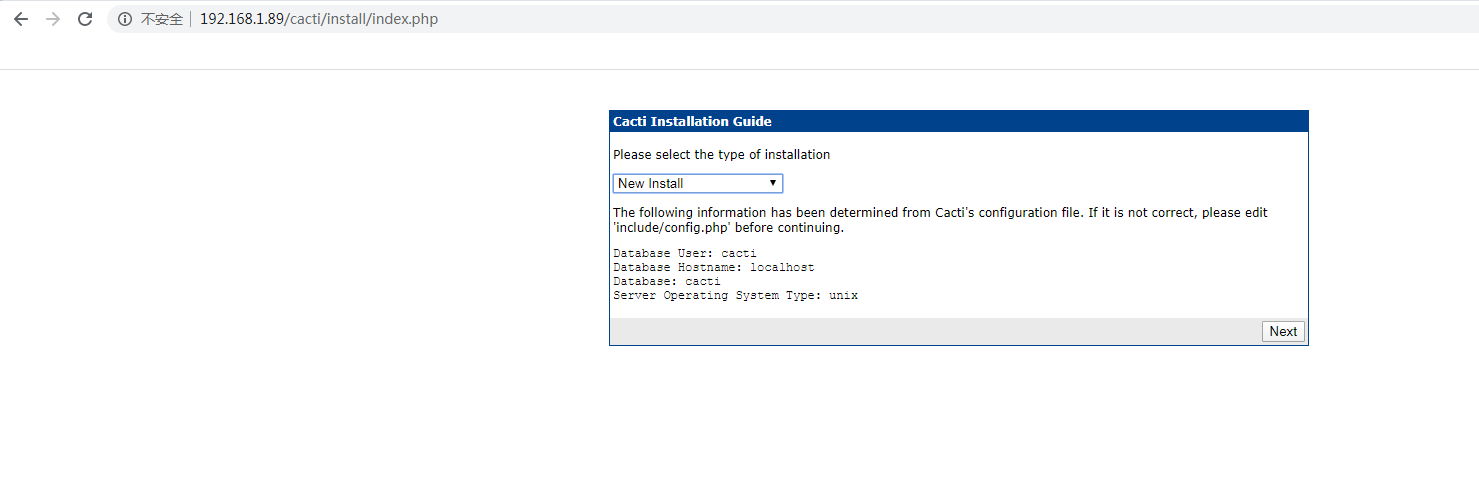 不安全 192.168.1.89/cacti/install/index.php
Cacti Installation Guide
Please select the type of installation
New Install
The following information has been determined from Cacti's configuration file. If it is not correct, please edit
'include/config.php' before continuing.
Database User: cacti
Database Hostname: localhost
Database: cacti
Server Operating System Type: unix
Next